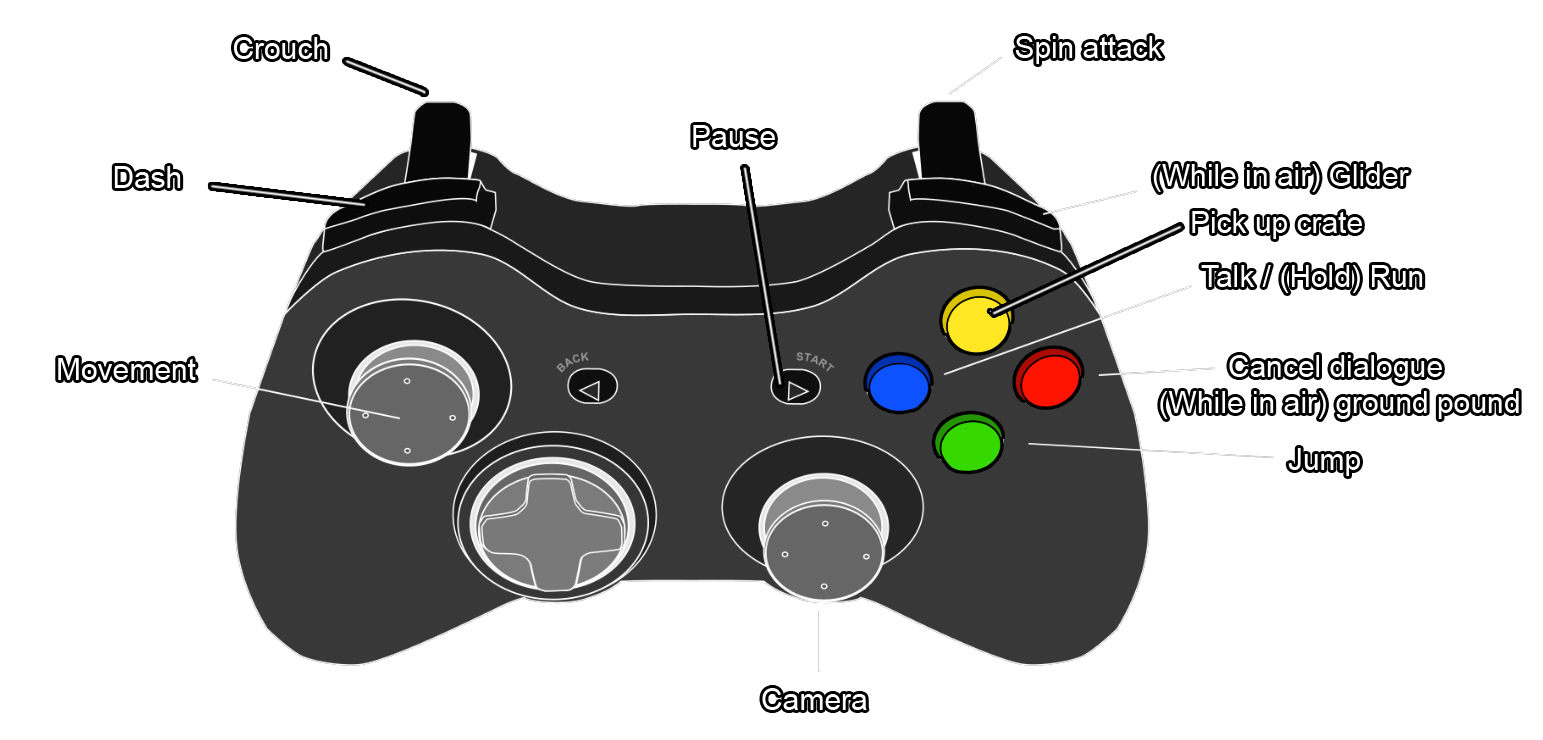 Crouch
Spin attack
Pause
Dash
(While in air) Glider
Pick up crate
Talk / (Hold) Run
BACK
START
Movement
Cancel dialogue
(While in air) ground pound
Jump
Camera